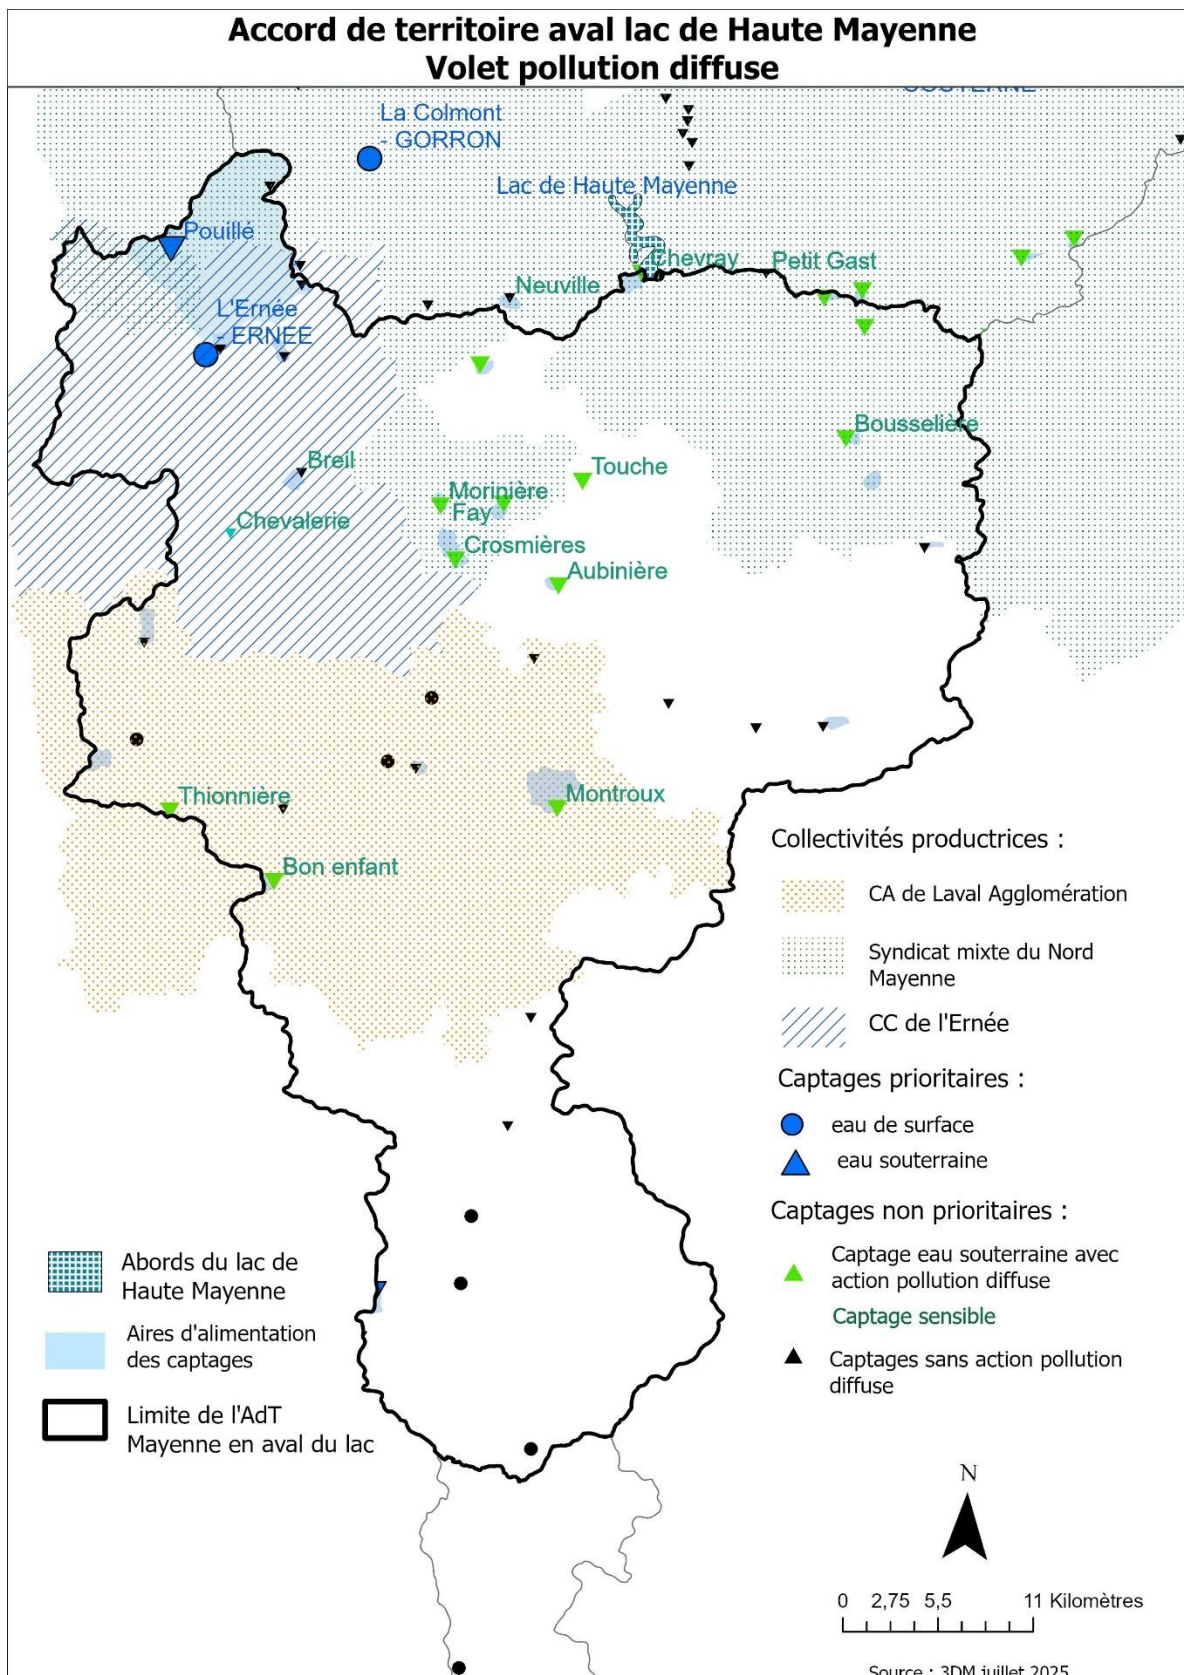 Accord de territoire aval lac de Haute Mayenne
Volet pollution diffuse
La Colmont
- GORRON
Lac de Haute Mayenne
Pouillé
Chevray
Petit Gast
Neuville
L'Ernée
- ERNEE
Bousselière
Breil
Touche
Morinière
Fay
Chevalerie
Crosmières
Aubinière
Thionnière
Montroux
Bon enfant
Collectivités productrices :
CA de Laval Agglomération
Syndicat mixte du Nord
Mayenne
CC de l'Ernée
Captages prioritaires :
eau de surface
eau souterraine
Captages non prioritaires :
Captage eau souterraine avec
action pollution diffuse
Captage sensible
Captages sans action pollution
diffuse
Abords du lac de
Haute Mayenne
Aires d'alimentation
des captages
Limite de l'AdT
Mayenne en aval du lac
N
0 2,75 5,5 11 Kilomètres
Source : 3DM juillet 2025